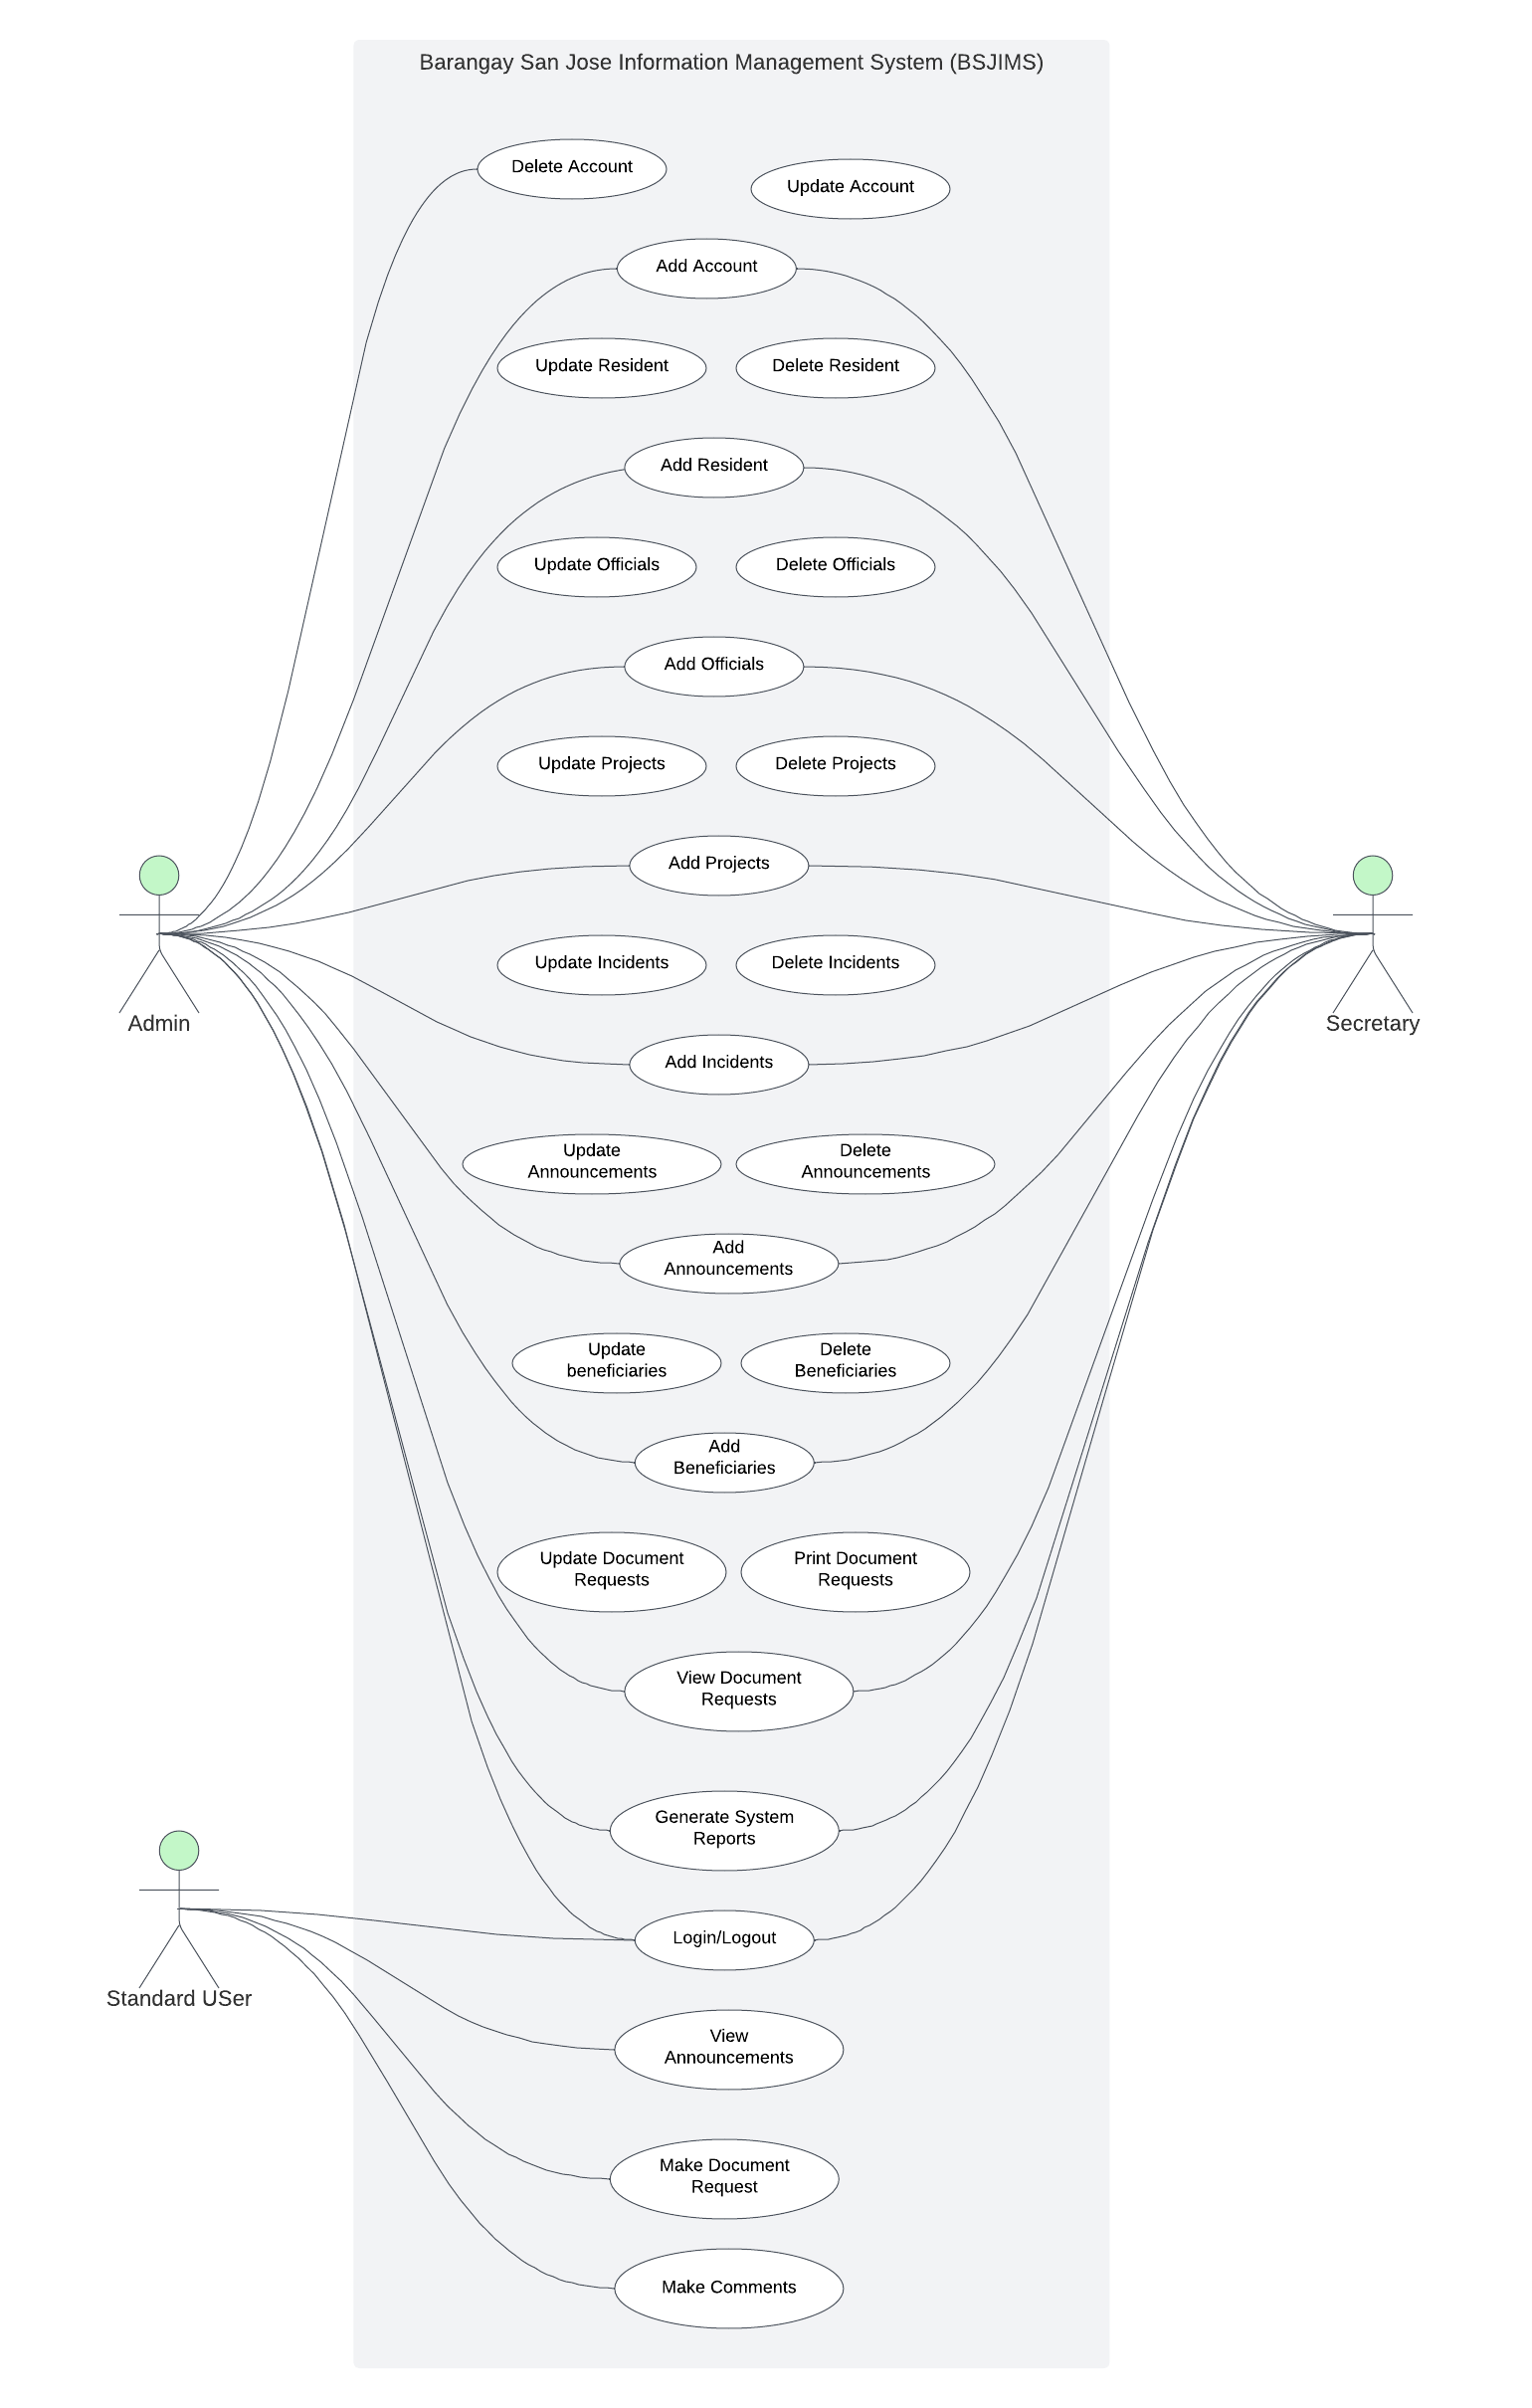 Barangay San Jose Information Management System (BSJIMS)
Delete Account
Update Account
Add Account
Update Resident
Delete Resident
Add Resident
Update Officials
Delete Officials
Add Officials
Update Projects
Delete Projects
Add Projects
Update Incidents
Delete Incidents
Admin
Secretary
Add Incidents
Update
Announcements
Delete
Announcements
Add
Announcements
Update
beneficiaries
Delete
Beneficiaries
Add
Beneficiaries
Update Document
Requests
Print Document
Requests
View Document
Requests
Generate System
Reports
Login/Logout
Standard USer
View
Announcements
Make Document
Request
Make Comments